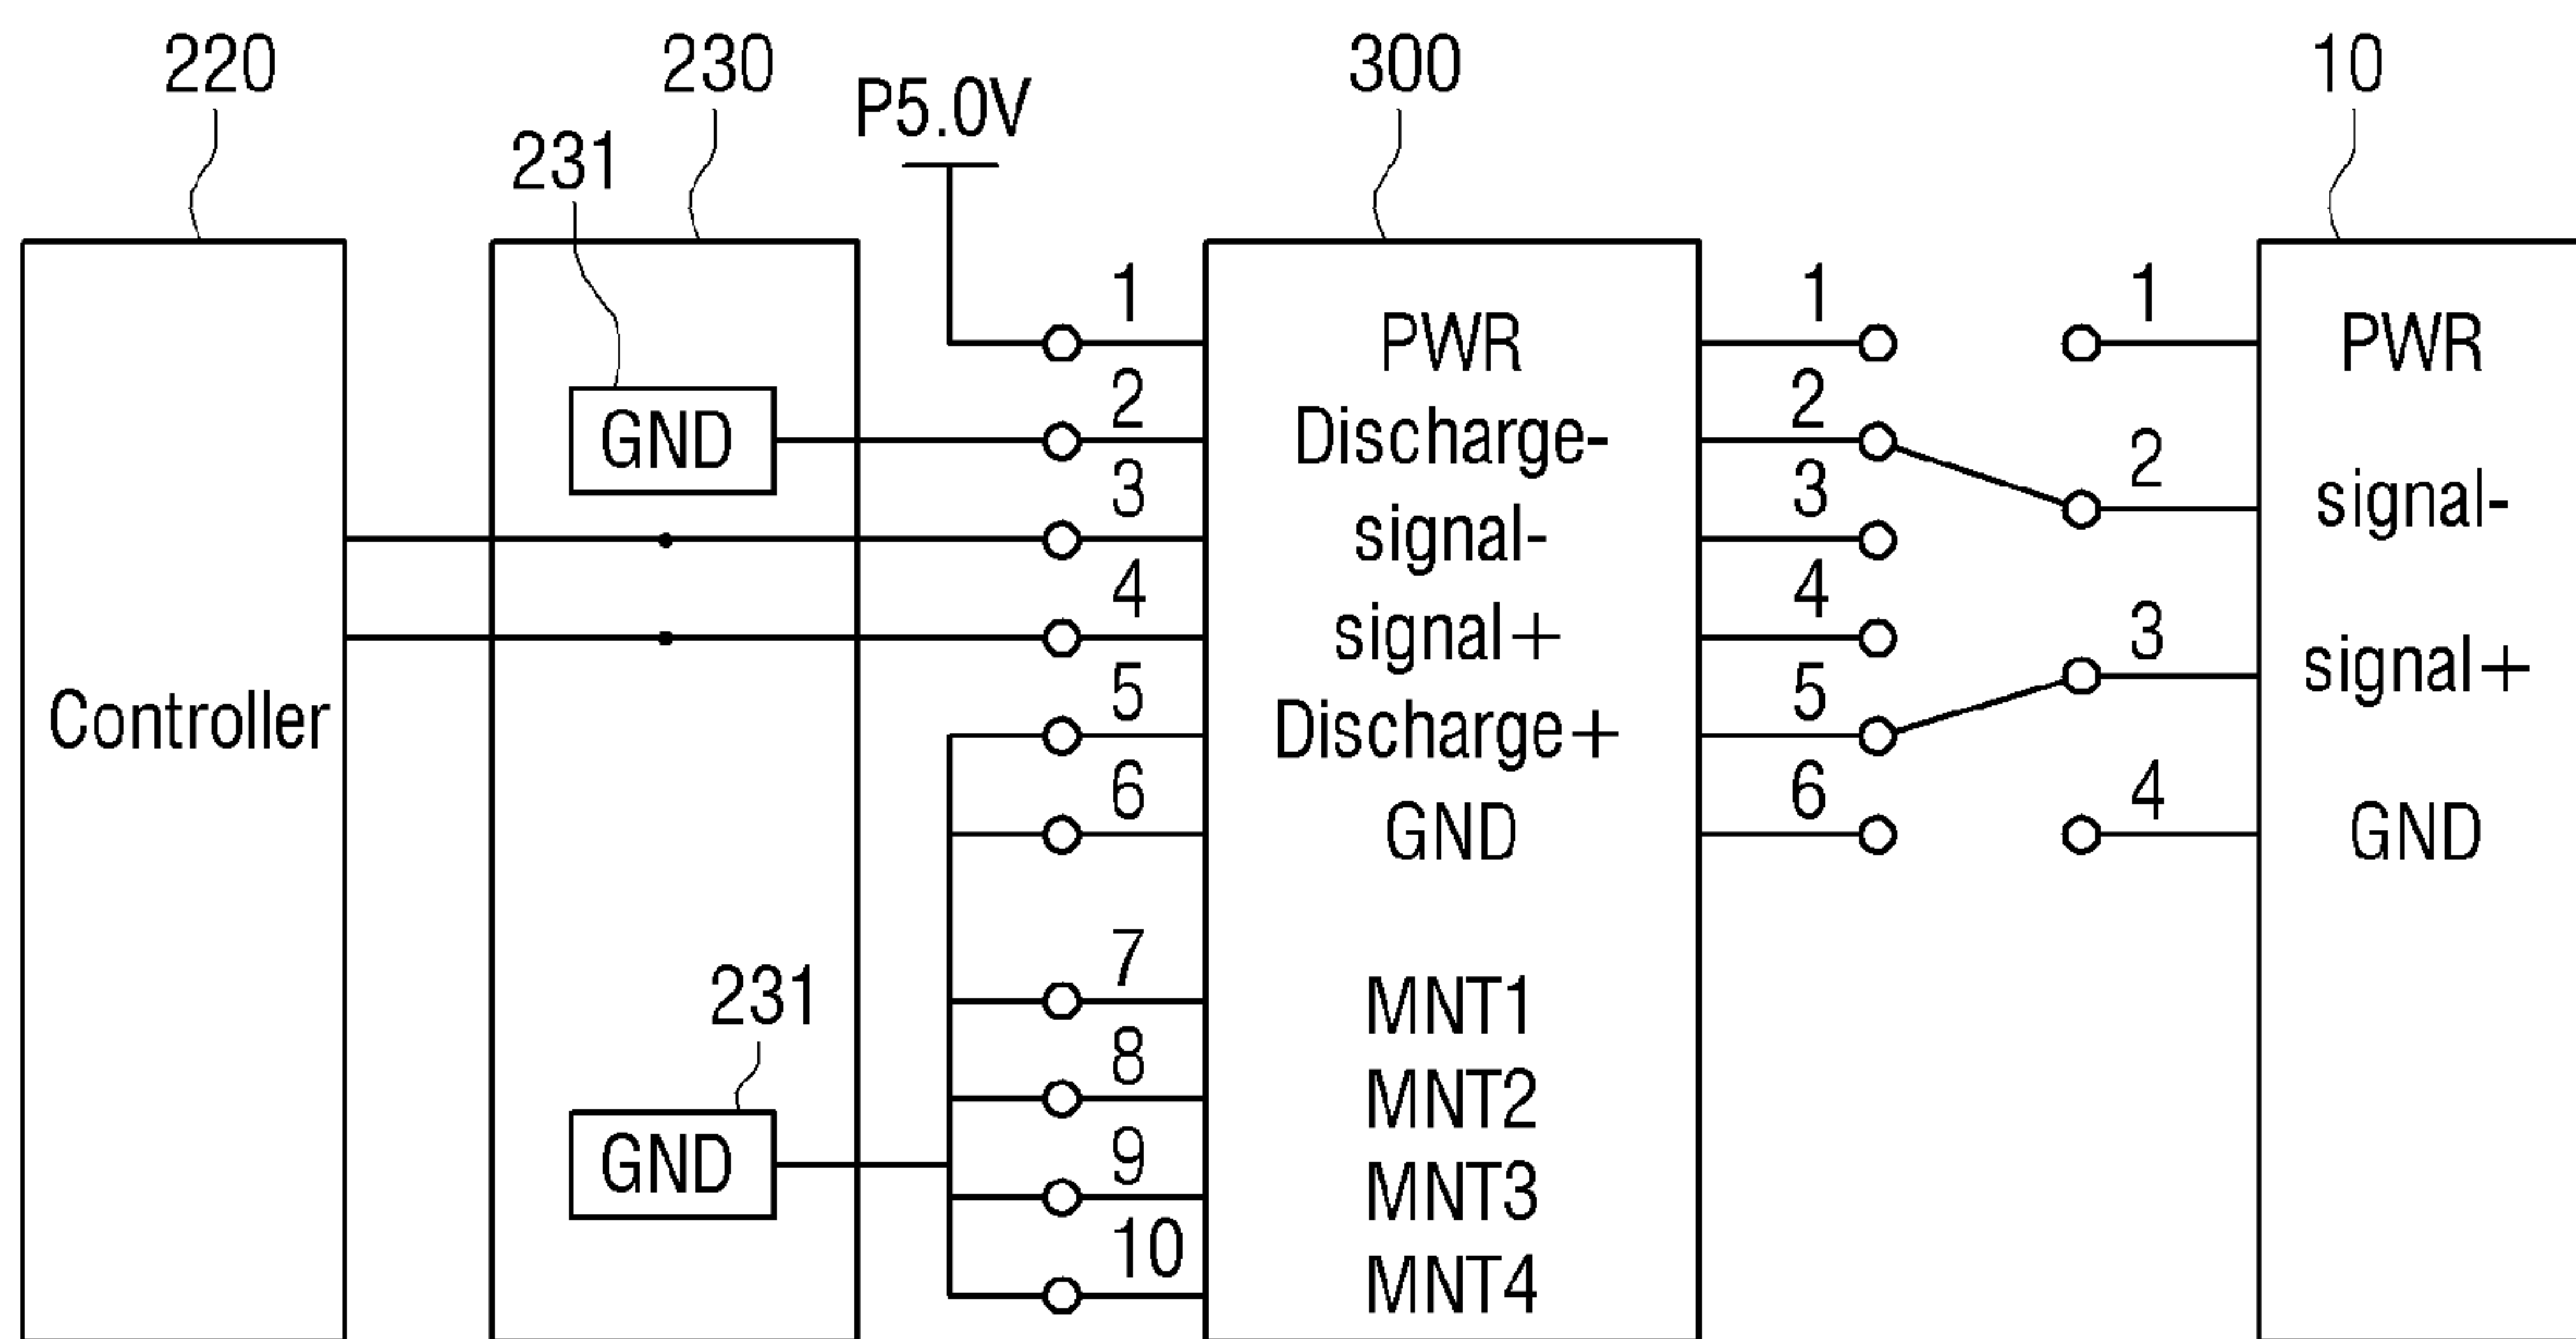 220
230
P5.0V
300
10
231
Controller
GND
GND
231
1
2
3
4
5
6
7
8
9
10
PWR
Discharge-
signal-
signal+
Discharge+
GND
MNT1
MNT2
MNT3
MNT4
1
2
3
4
5
6
1
2
3
4
PWR
signal-
signal+
GND